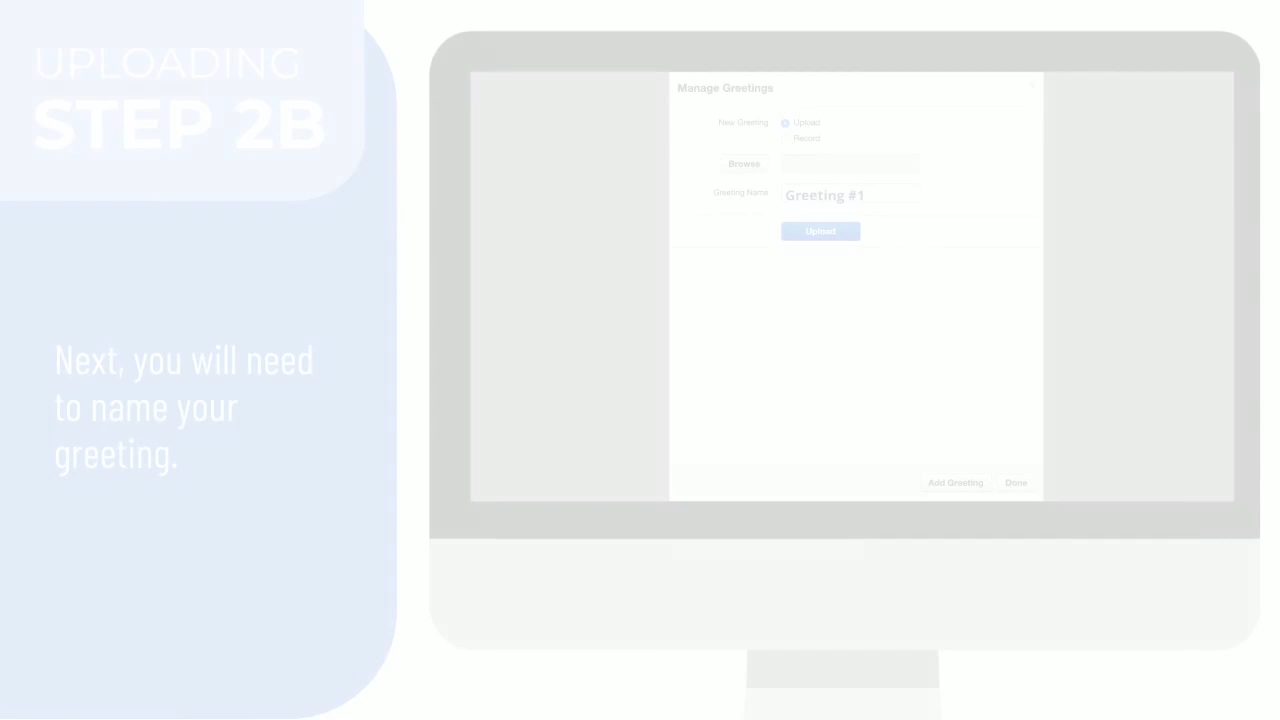 UPLOADING
STEP 2B
Next, you will need
to name your
greeting.
Manage Greetings
New Greeting
Upload
Record
Browse
Greeting Name
Greeting #1
Upload
Add Greeting
Done